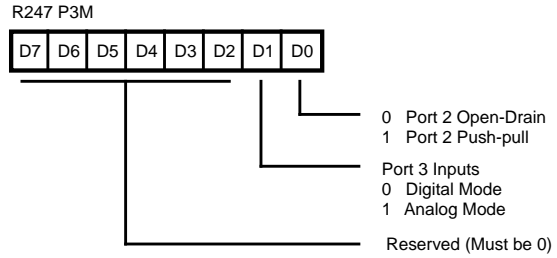 R247 P3M
D7 D6 D5 D4 D3 D2 D1 D0
0 Port 2 Open-Drain
1 Port 2 Push-pull
Port 3 Inputs
0 Digital Mode
1 Analog Mode
Reserved (Must be 0)